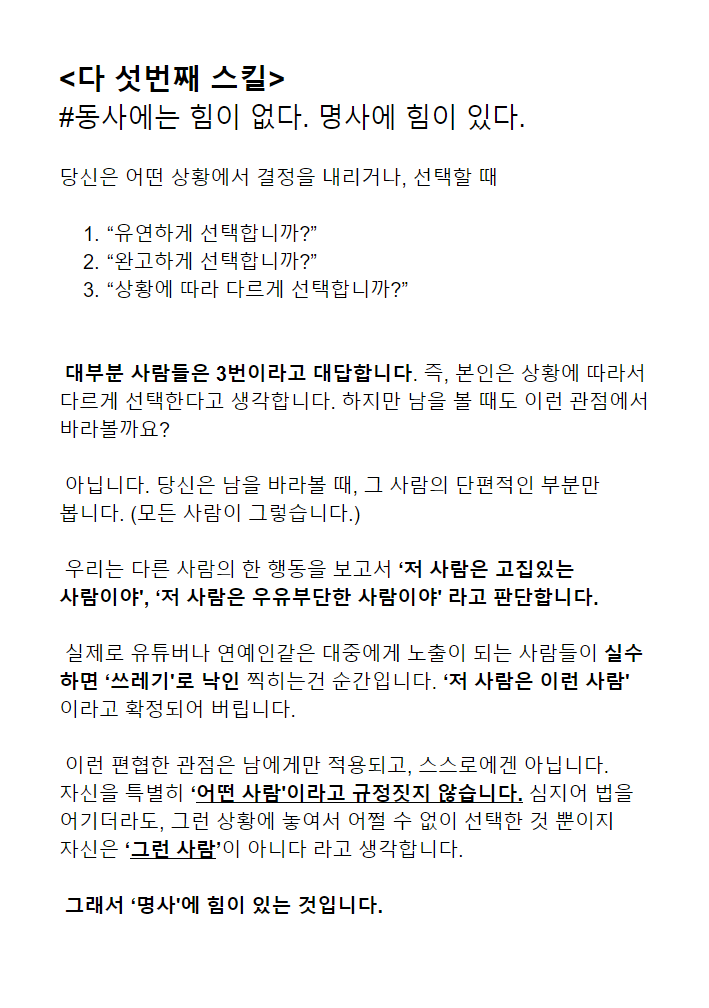 <다 섯번째 스킬>
#동사에는 힘이 없다. 명사에 힘이 있다.
당신은 어떤 상황에서 결정을 내리거나, 선택할 때
1. “유연하게 선택합니까?”
2. “완고하게 선택합니까?”
3. “상황에 따라 다르게 선택합니까?”
대부분 사람들은 3번이라고 대답합니다. 즉, 본인은 상황에 따라서
다르게 선택한다고 생각합니다. 하지만 남을 볼 때도 이런 관점에서
바라볼까요?
아닙니다. 당신은 남을 바라볼 때, 그 사람의 단편적인 부분만
봅니다. (모든 사람이 그렇습니다.)
우리는 다른 사람의 한 행동을 보고서 ‘저 사람은 고집있는
사람이야', ‘저 사람은 우유부단한 사람이야' 라고 판단합니다.
실제로 유튜버나 연예인같은 대중에게 노출이 되는 사람들이 실수
하면 ‘쓰레기'로 낙인 찍히는건 순간입니다. ‘저 사람은 이런 사람'
이라고 확정되어 버립니다.
이런 편협한 관점은 남에게만 적용되고, 스스로에겐 아닙니다.
자신을 특별히 ‘어떤 사람'이라고 규정짓지 않습니다. 심지어 법을
어기더라도, 그런 상황에 놓여서 어쩔 수 없이 선택한 것 뿐이지
자신은 ‘그런 사람’이 아니다 라고 생각합니다.
그래서 ‘명사'에 힘이 있는 것입니다.